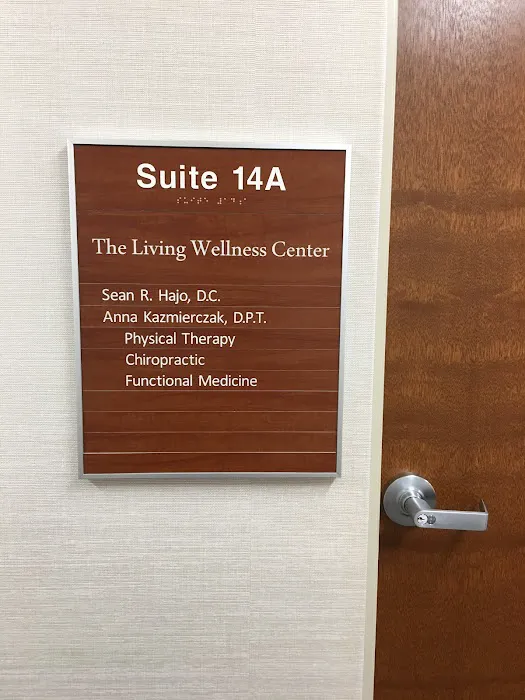 Suite 14A
The Living Wellness Center
Sean R. Hajo, D.C.
Anna Kazmierczak, D.P.T.
Physical Therapy
Chiropractic
Functional Medicine